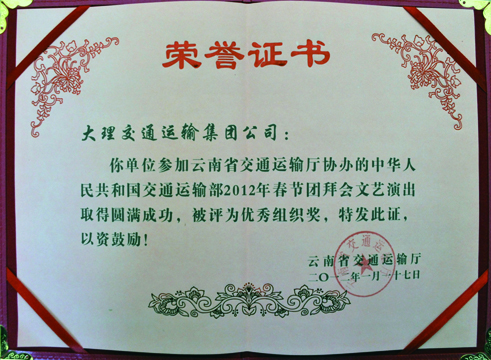 荣誉证书
大理交通运输集团公司：
你单位参加云南省交通运输厅协办的中华人
民共和国交通运输部2012年春节团拜会文艺演出
取得圆满成功，被评为优秀组织奖，特发此证，
以资鼓励！
云南省交通运输厅
二〇一二年一月一十七日